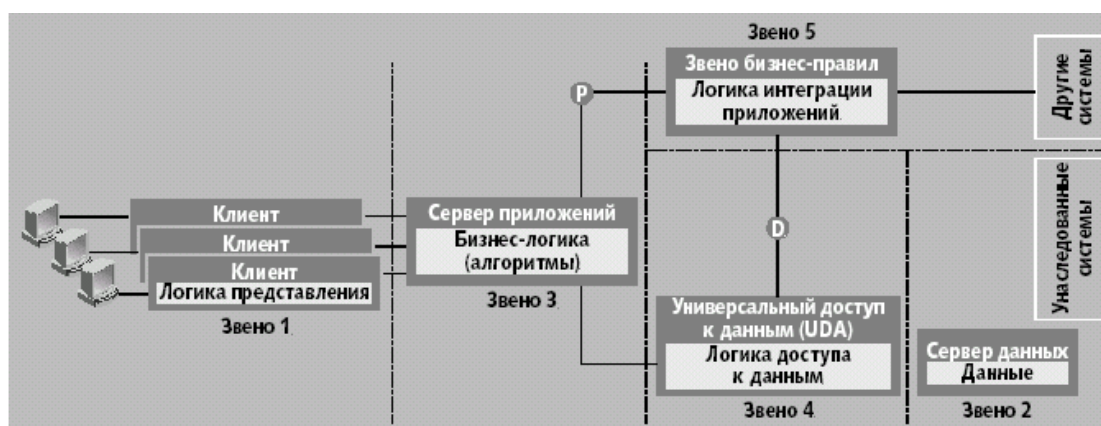 Звено 5
Звено бизнес-правил
Логика интеграции
приложений
P
Другие
системы
Клиент
Клиент
Клиент
Логика представления
Звено 1
Сервер приложений
Бизнес-логика
(алгоритмы)
Звено 3
D
Унаследованные
системы
Универсальный доступ
к данным (UDA)
Логика доступа
к данным
Звено 4
Сервер данных
Данные
Звено 2